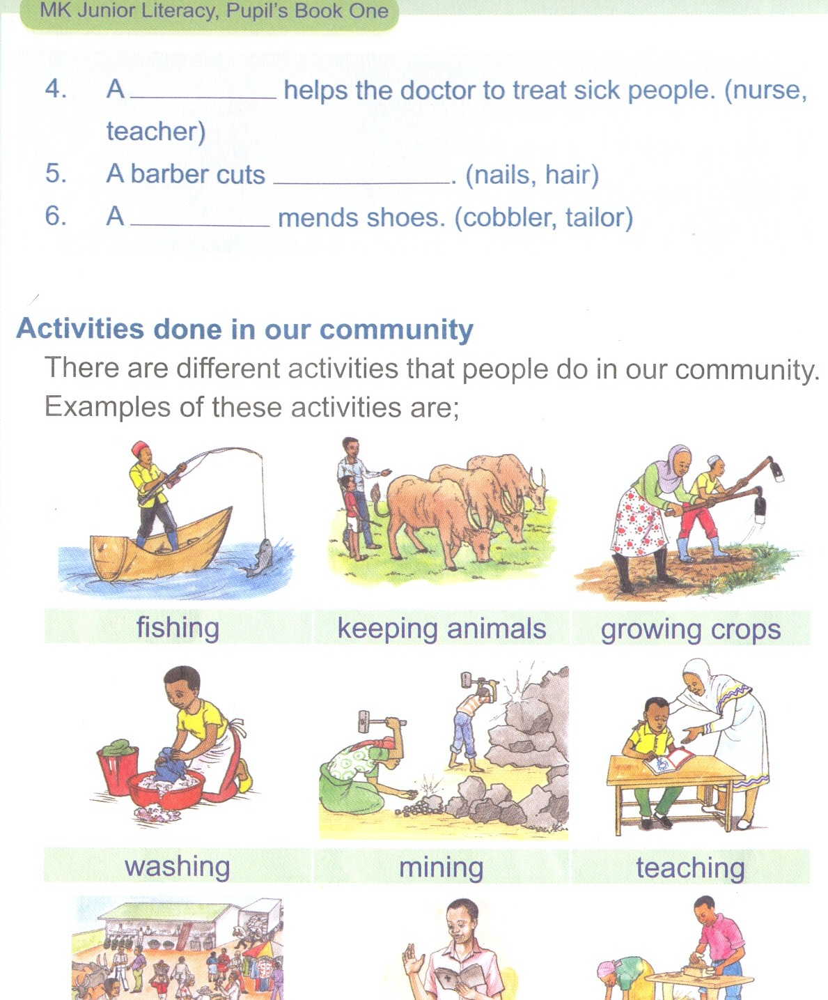 MK Junior Literacy, Pupil's Book One
4. A __________ helps the doctor to treat sick people. (nurse,
teacher)
5. A barber cuts ____________. (nails, hair)
6. A __________ mends shoes. (cobbler, tailor)
Activities done in our community
There are different activities that people do in our community.
Examples of these activities are;
fishing keeping animals growing crops
washing mining teaching